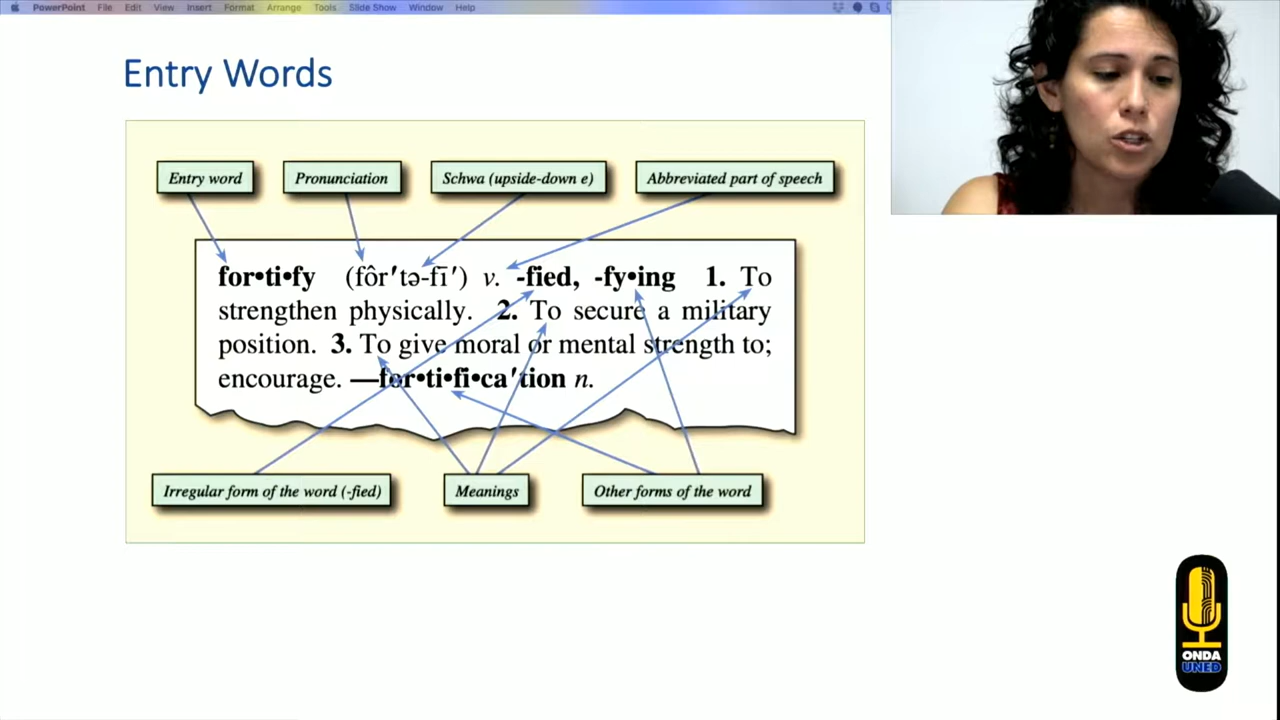 PowerPoint File Edit View Insert Format Arrange Tools Slide Show Window Help
Entry Words
Entry word Pronunciation Schwa (upside-down e) Abbreviated part of speech
for•ti•fy (fôr′tə-fī′) v. -fied, -fy•ing 1. To
strengthen physically. 2. To secure a military
position. 3. To give moral or mental strength to;
encourage. —for•ti•fi•ca′tion n.
Irregular form of the word (-fied) Meanings Other forms of the word
ONDA
UNED